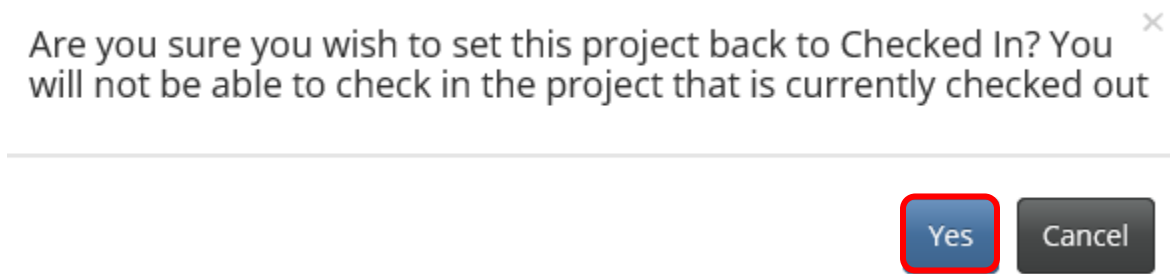 Are you sure you wish to set this project back to Checked In? You
will not be able to check in the project that is currently checked out
Yes
Cancel